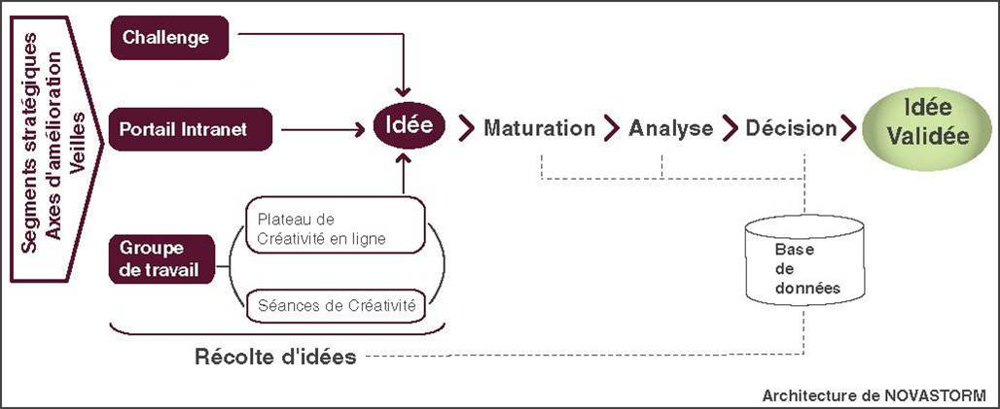 Segments stratégiques
Axes d'amélioration
Veilles
Challenge
Portail Intranet
Groupe
de travail
Plateau de
Créativité en ligne
Séances de Créativité
Récolte d'idées
Idée
Maturation
Analyse
Décision
Idée
Validée
Base
de
données
Architecture de NOVASTORM